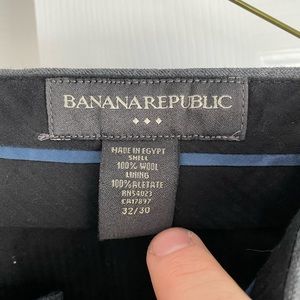 BANANA REPUBLIC
MADE IN EGYPT
SHELL
100% WOOL
LINING
100% ACETATE
RN54023
CA17897
32/30